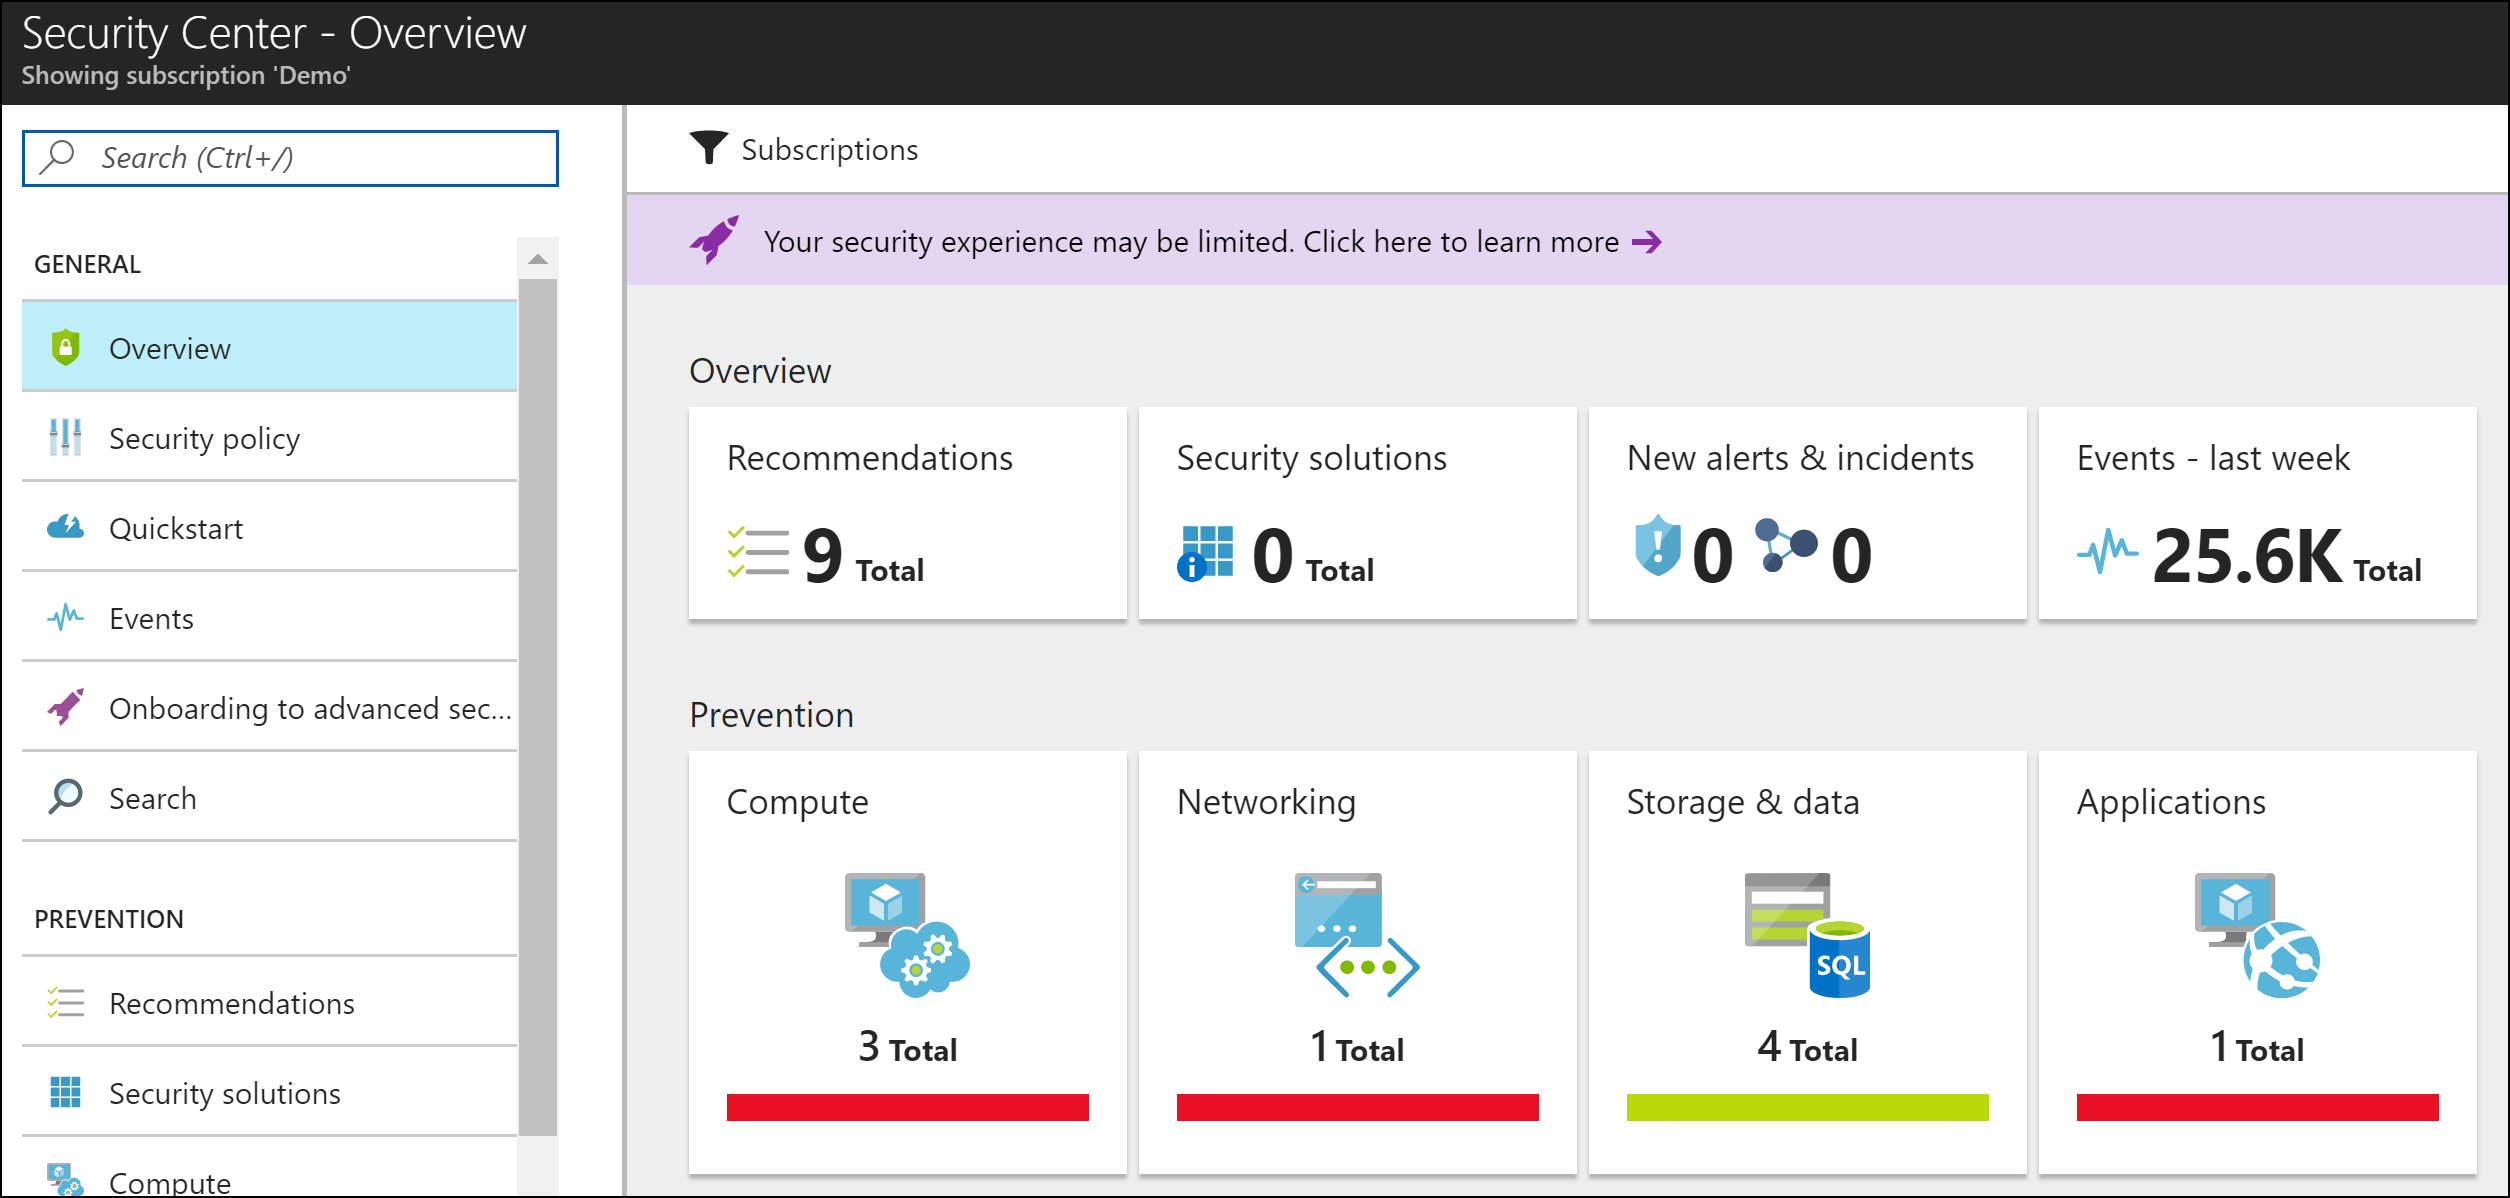 Security Center - Overview
Showing subscription 'Demo'
Search (Ctrl+/)
GENERAL
Overview
Security policy
Quickstart
Events
Onboarding to advanced sec...
Search
PREVENTION
Recommendations
Security solutions
Compute
Subscriptions
Your security experience may be limited. Click here to learn more
Overview
Recommendations
9 Total
Security solutions
0 Total
New alerts & incidents
0 0
Events - last week
25.6K Total
Prevention
Compute
3 Total
Networking
1 Total
Storage & data
SQL
4 Total
Applications
1 Total